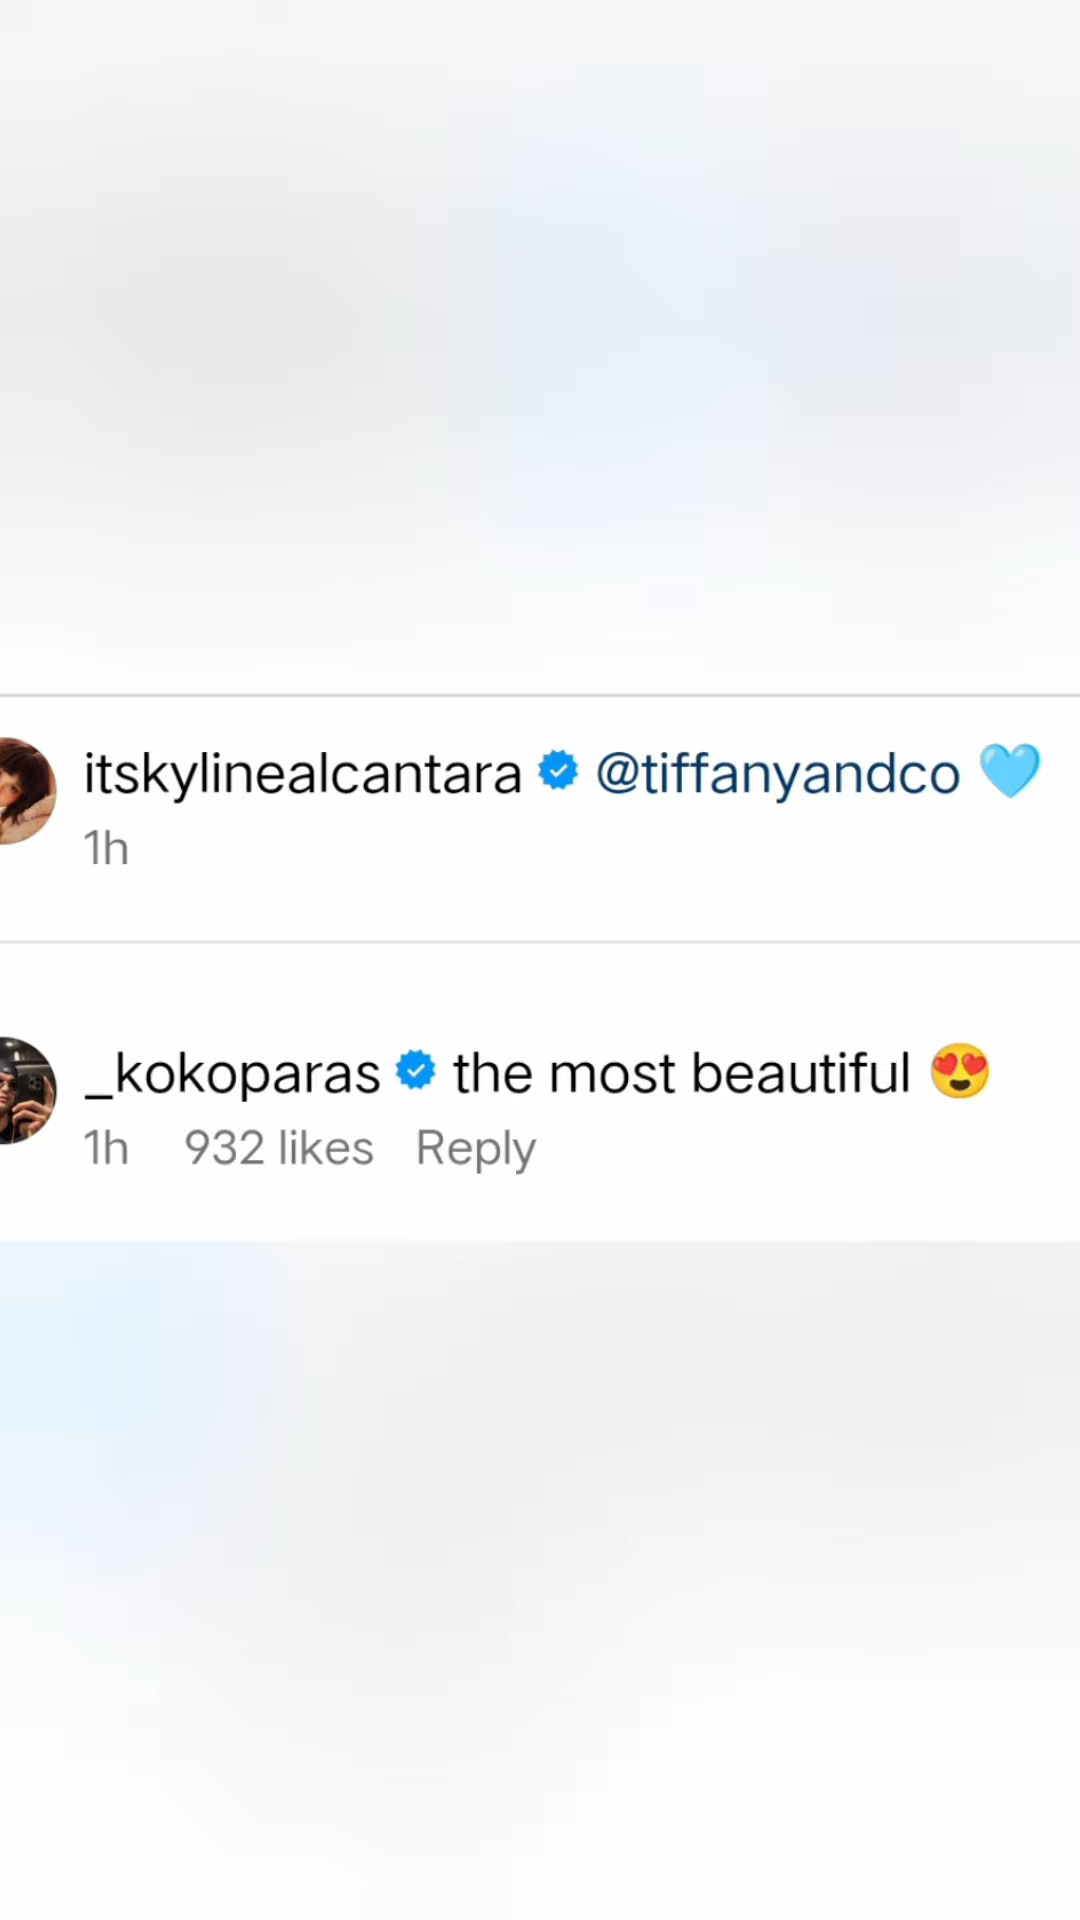 itskylinealcantara @tiffanyandco 🩵
1h
_kokoparas the most beautiful 😍
1h 932 likes Reply